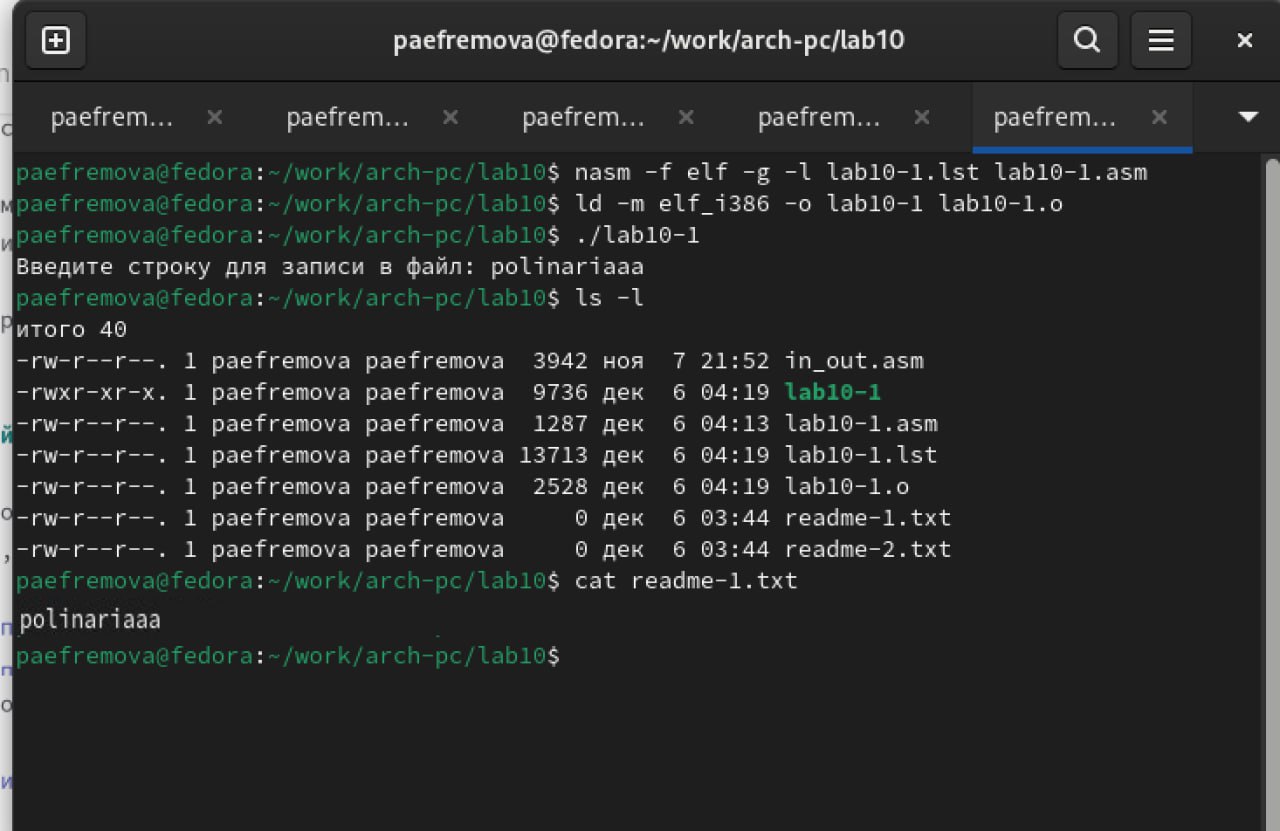 paefremova@fedora:~/work/arch-pc/lab10
paefrem... paefrem... paefrem... paefrem... paefrem...
paefremova@fedora:~/work/arch-pc/lab10$ nasm -f elf -g -l lab10-1.lst lab10-1.asm
paefremova@fedora:~/work/arch-pc/lab10$ ld -m elf_i386 -o lab10-1 lab10-1.o
paefremova@fedora:~/work/arch-pc/lab10$ ./lab10-1
Введите строку для записи в файл: polinariaaa
paefremova@fedora:~/work/arch-pc/lab10$ ls -l
итого 40
-rw-r--r--. 1 paefremova paefremova  3942 ноя  7 21:52 in_out.asm
-rwxr-xr-x. 1 paefremova paefremova  9736 дек  6 04:19 lab10-1
-rw-r--r--. 1 paefremova paefremova  1287 дек  6 04:13 lab10-1.asm
-rw-r--r--. 1 paefremova paefremova 13713 дек  6 04:19 lab10-1.lst
-rw-r--r--. 1 paefremova paefremova  2528 дек  6 04:19 lab10-1.o
-rw-r--r--. 1 paefremova paefremova     0 дек  6 03:44 readme-1.txt
-rw-r--r--. 1 paefremova paefremova     0 дек  6 03:44 readme-2.txt
paefremova@fedora:~/work/arch-pc/lab10$ cat readme-1.txt
polinariaaa
paefremova@fedora:~/work/arch-pc/lab10$